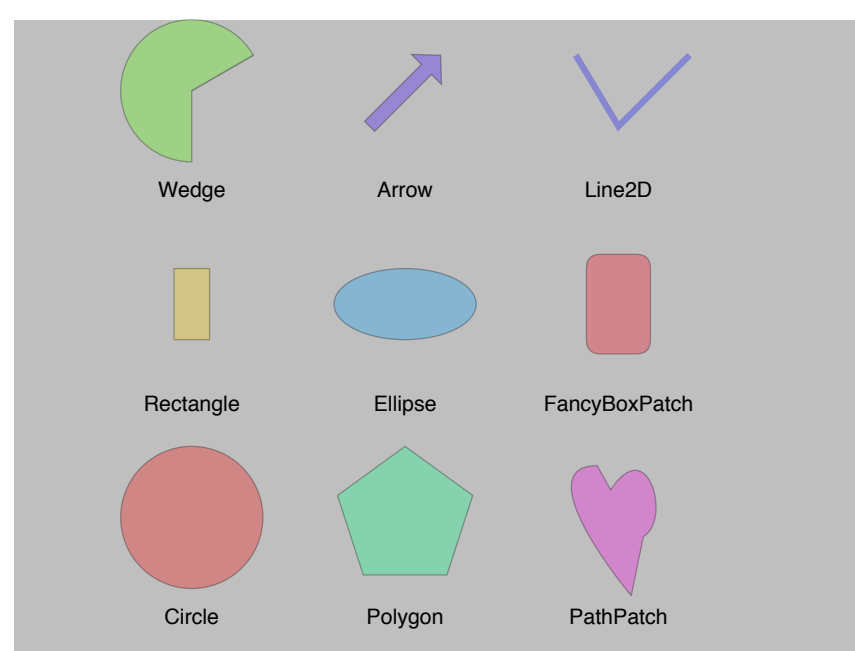 Wedge
Arrow
Line2D
Rectangle
Ellipse
FancyBoxPatch
Circle
Polygon
PathPatch